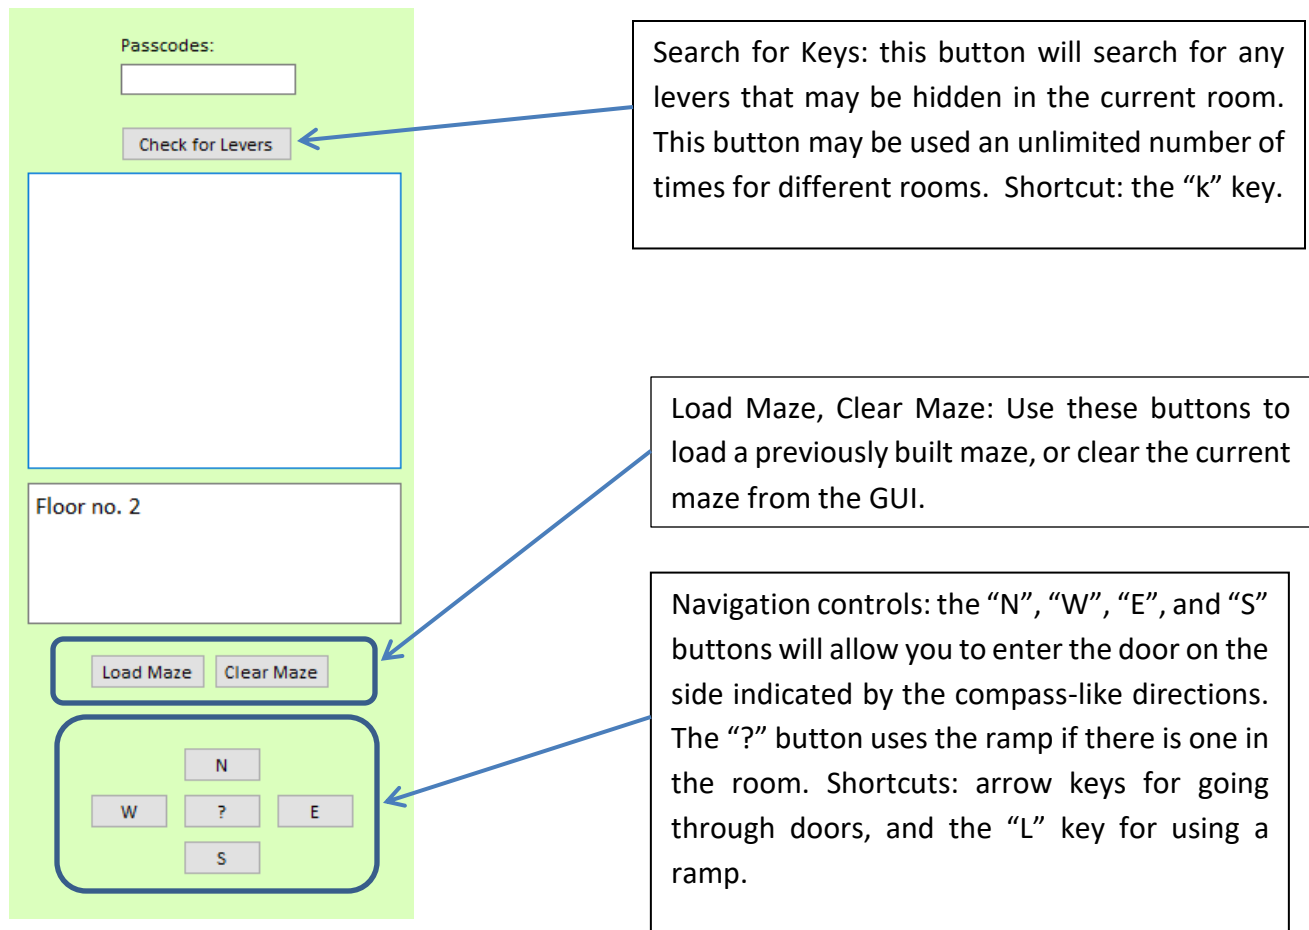 Passcodes:
Check for Levers
Floor no. 2
Load Maze
Clear Maze
N
W
?
E
S
Search for Keys: this button will search for any
levers that may be hidden in the current room.
This button may be used an unlimited number of
times for different rooms. Shortcut: the “k” key.
Load Maze, Clear Maze: Use these buttons to
load a previously built maze, or clear the current
maze from the GUI.
Navigation controls: the “N”, “W”, “E”, and “S”
buttons will allow you to enter the door on the
side indicated by the compass-like directions.
The “?” button uses the ramp if there is one in
the room. Shortcuts: arrow keys for going
through doors, and the “L” key for using a
ramp.